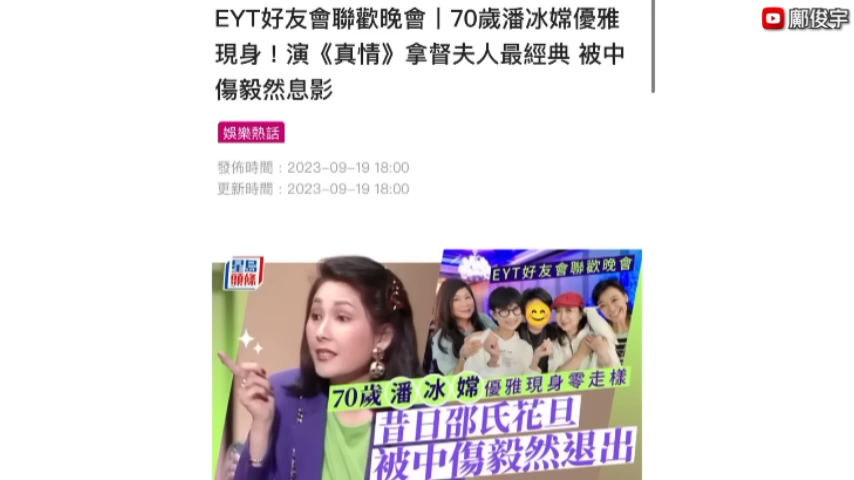 EYT好友會聯歡晚會丨70歲潘冰嫦優雅
現身！演《真情》拿督夫人最經典 被中
傷毅然息影
鄺俊宇
娛樂熱話
發佈時間：2023-09-19 18:00
更新時間：2023-09-19 18:00
星島
頭條
EYT好友會聯歡晚會
70歲潘冰嫦優雅現身零走樣
昔日邵氏花旦
被中傷毅然退出